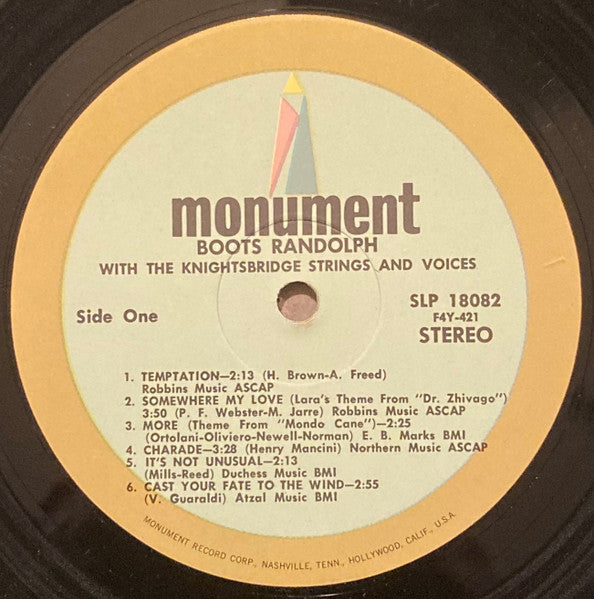 monument
BOOTS RANDOLPH
WITH THE KNIGHTSBRIDGE STRINGS AND VOICES
Side One
SLP 18082
F4Y-421
STEREO
1. TEMPTATION—2:13 (H. Brown-A. Freed)
Robbins Music ASCAP
2. SOMEWHERE MY LOVE (Lara's Theme From "Dr. Zhivago")
3:50 (P. F. Webster-M. Jarre) Robbins Music ASCAP
3. MORE (Theme From "Mondo Cane")—2:25
(Ortolani-Oliviero-Newell-Norman) E. B. Marks BMI
4. CHARADE—3:28 (Henry Mancini) Northern Music ASCAP
5. IT'S NOT UNUSUAL—2:13
(Mills-Reed) Duchess Music BMI
6. CAST YOUR FATE TO THE WIND—2:55
(V. Guaraldi) Atzal Music BMI
MONUMENT RECORD CORP., NASHVILLE, TENN., HOLLYWOOD, CALIF., U.S.A.